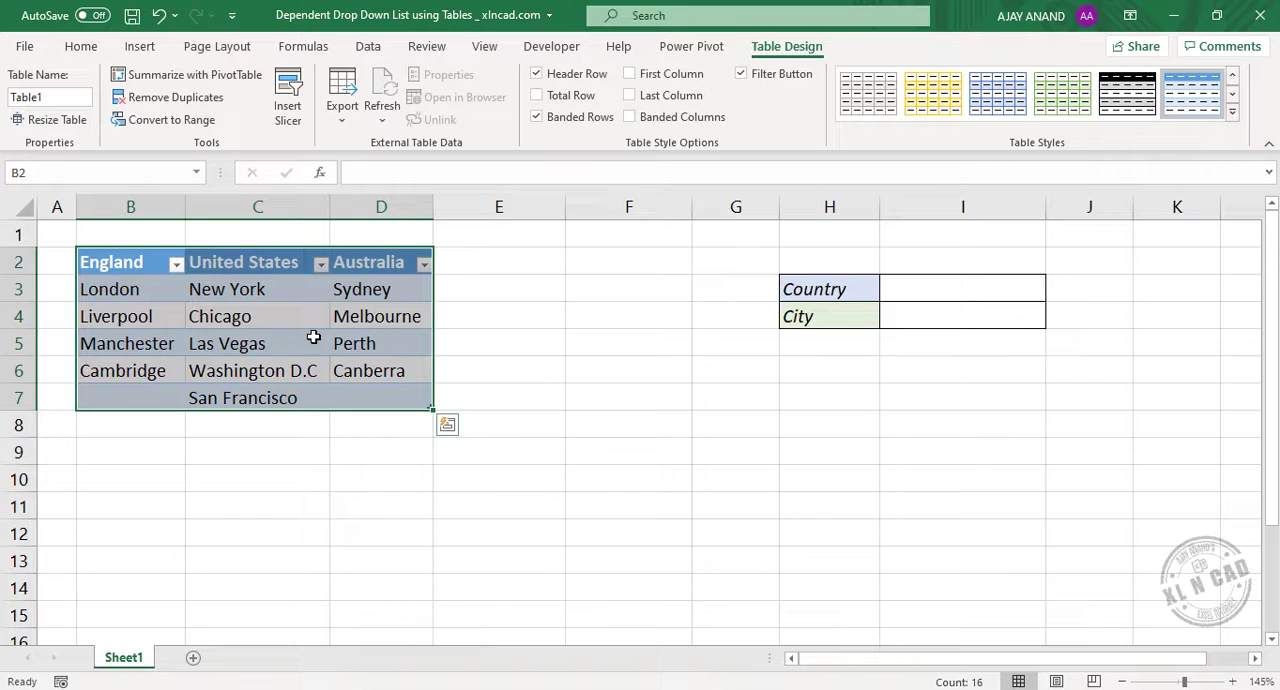 AutoSave Off Dependent Drop Down List using Tables _ xlncad.com Search AJAY ANAND AA
File Home Insert Page Layout Formulas Data Review View Developer Help Power Pivot Table Design Share Comments
Table Name:
Table1
Resize Table
Properties
Summarize with PivotTable
Remove Duplicates
Convert to Range
Insert
Slicer
Tools
Export
Refresh
Properties
Open in Browser
Unlink
External Table Data
Header Row First Column Filter Button
Total Row Last Column
Banded Rows Banded Columns
Table Style Options
Table Styles
B2 fx
A B C D E F G H I J K
1
2 England United States Australia
3 London New York Sydney Country
4 Liverpool Chicago Melbourne City
5 Manchester Las Vegas Perth
6 Cambridge Washington D.C Canberra
7 San Francisco
8
9
10
11
12
13
14
15
16
AJAY ANAND'S
XL N CAD
Sheet1
Ready Count: 16 145%